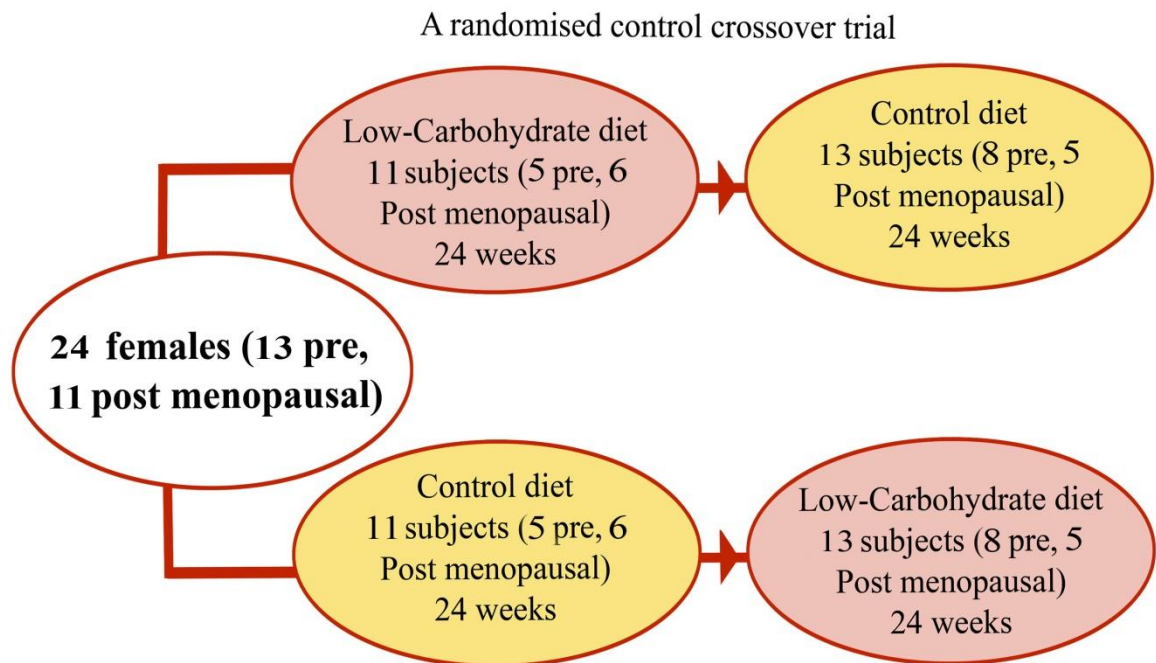 A randomised control crossover trial
Low-Carbohydrate diet
11 subjects (5 pre, 6
Post menopausal)
24 weeks
Control diet
13 subjects (8 pre, 5
Post menopausal)
24 weeks
24 females (13 pre,
11 post menopausal)
Control diet
11 subjects (5 pre, 6
Post menopausal)
24 weeks
Low-Carbohydrate diet
13 subjects (8 pre, 5
Post menopausal)
24 weeks